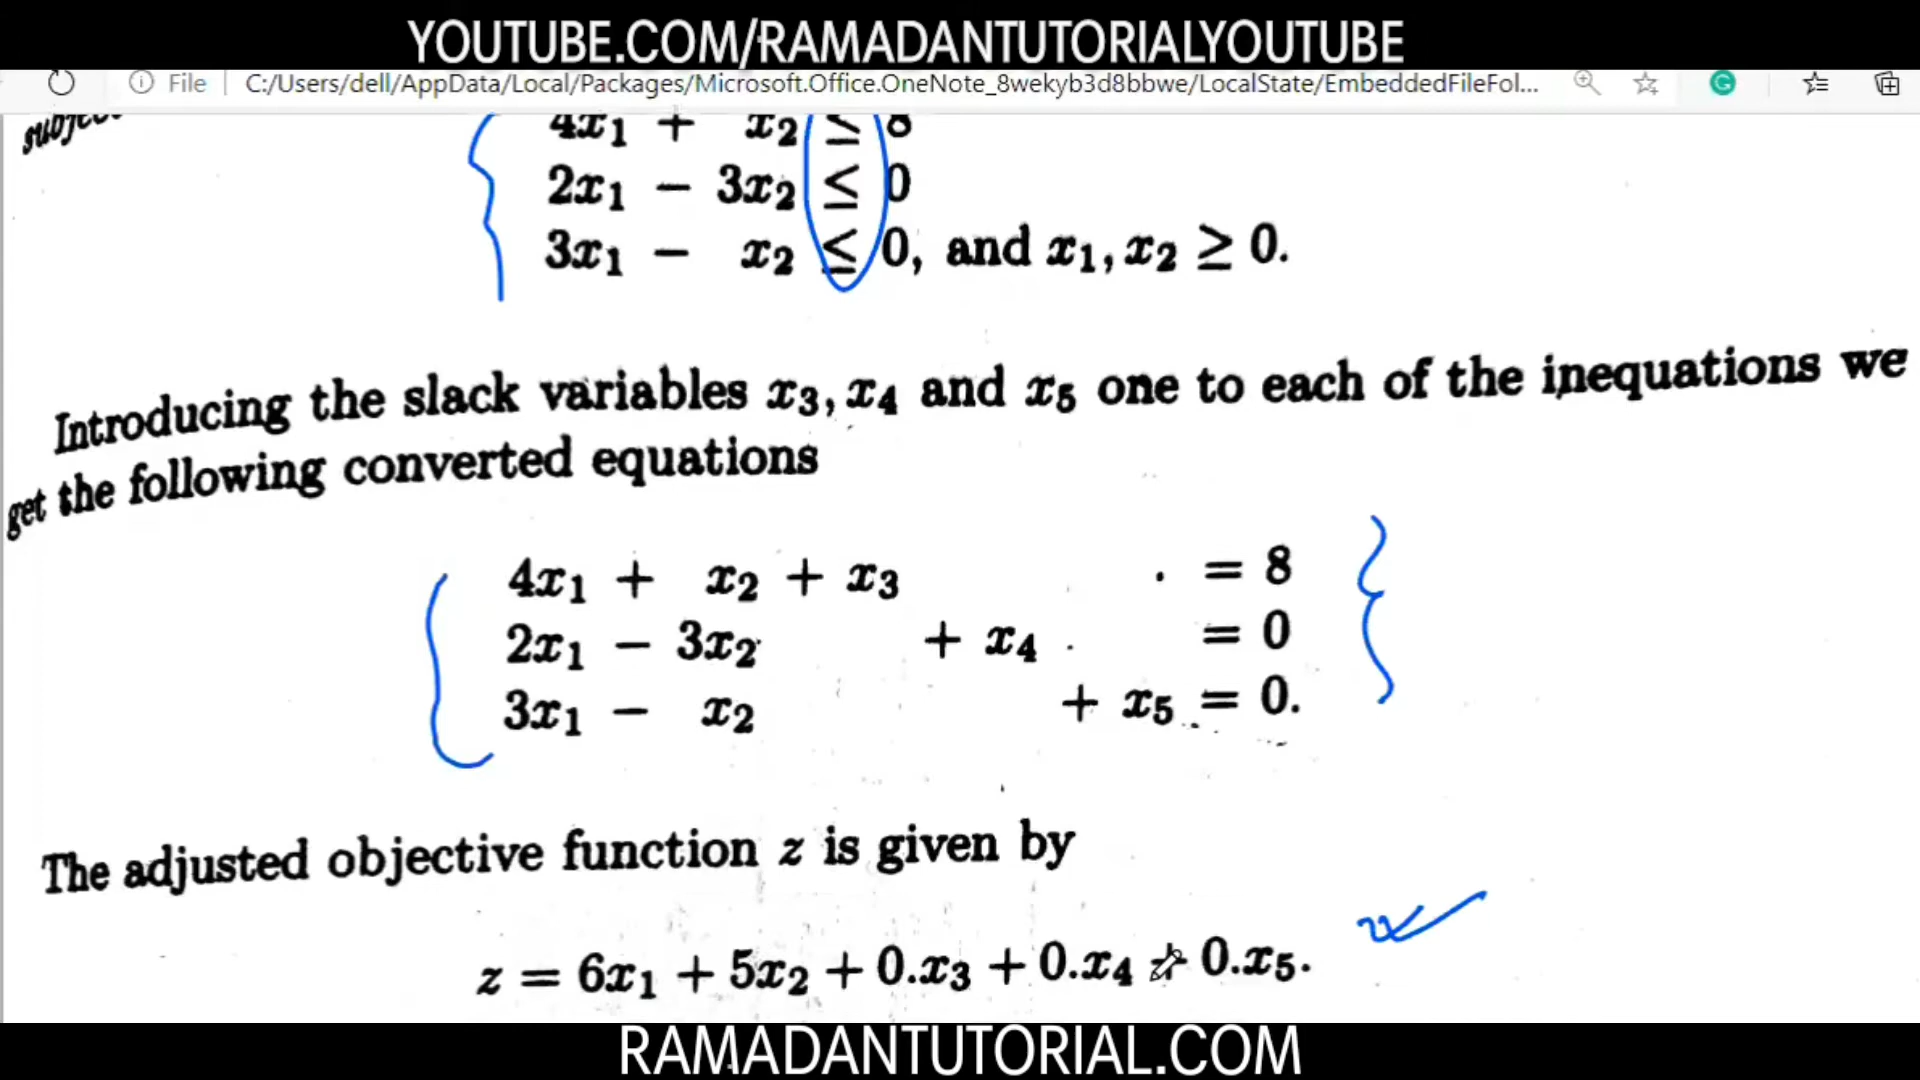 YOUTUBE.COM/RAMADANTUTORIALYOUTUBE
File | C:/Users/dell/AppData/Local/Packages/Microsoft.Office.OneNote_8wekyb3d8bbwe/LocalState/EmbeddedFileFol...
4x₁ + x₂ ≤ 8
2x₁ − 3x₂ ≤ 0
3x₁ − x₂ ≤ 0, and x₁, x₂ ≥ 0.
Introducing the slack variables x₃, x₄ and x₅ one to each of the inequations we
get the following converted equations
4x₁ + x₂ + x₃ = 8
2x₁ − 3x₂ + x₄ = 0
3x₁ − x₂ + x₅ = 0.
The adjusted objective function z is given by
z = 6x₁ + 5x₂ + 0.x₃ + 0.x₄ + 0.x₅.
RAMADANTUTORIAL.COM